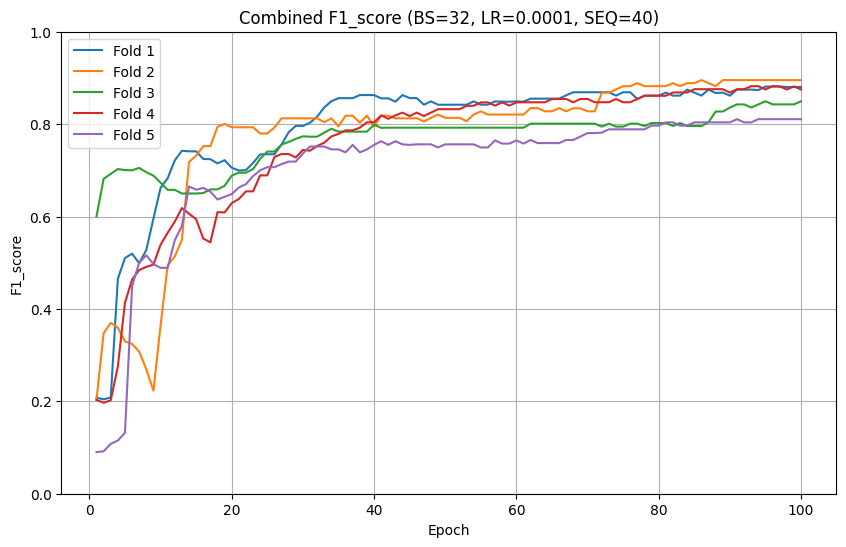 Combined F1_score (BS=32, LR=0.0001, SEQ=40)
Fold 1
Fold 2
Fold 3
Fold 4
Fold 5
1.0
0.8
0.6
0.4
0.2
0.0
F1_score
0 20 40 60 80 100
Epoch